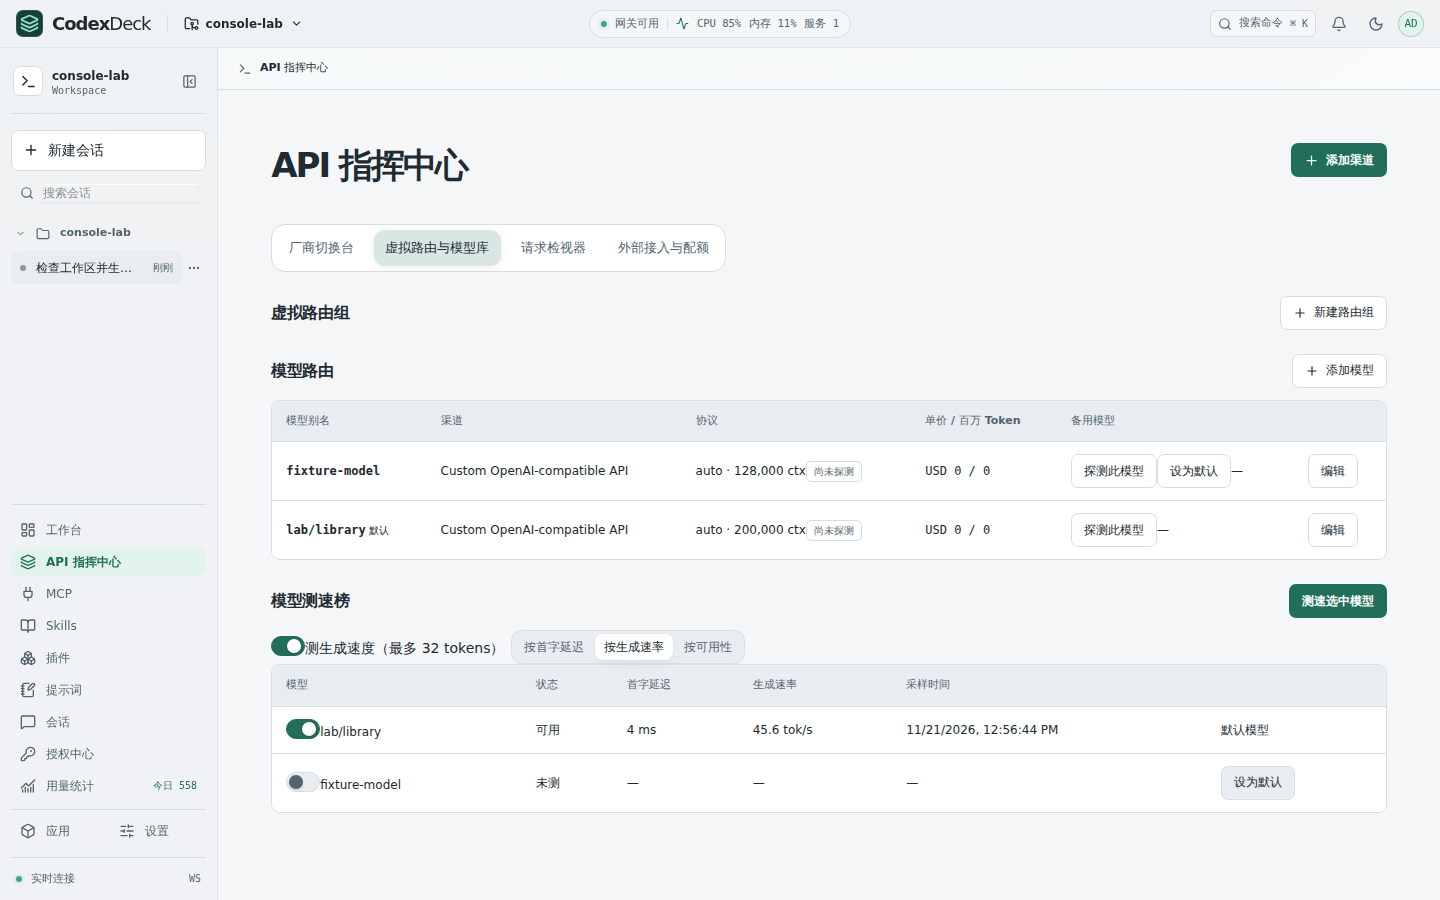 CodexDeck
console-lab
网关可用 CPU 85% 内存 11% 服务 1
搜索命令 ⌘ K
AD
console-lab
Workspace
新建会话
搜索会话
console-lab
检查工作区并生... 刚刚
工作台
API 指挥中心
MCP
Skills
插件
提示词
会话
授权中心
用量统计 今日 558
应用 设置
实时连接 WS
API 指挥中心
API 指挥中心
添加渠道
厂商切换台 虚拟路由与模型库 请求检视器 外部接入与配额
虚拟路由组
新建路由组
模型路由
添加模型
模型别名 渠道 协议 单价 / 百万 Token 备用模型
fixture-model Custom OpenAI-compatible API auto · 128,000 ctx 尚未探测 USD 0 / 0 探测此模型 设为默认 — 编辑
lab/library 默认 Custom OpenAI-compatible API auto · 200,000 ctx 尚未探测 USD 0 / 0 探测此模型 — 编辑
模型测速榜
测速选中模型
测生成速度（最多 32 tokens） 按首字延迟 按生成速率 按可用性
模型 状态 首字延迟 生成速率 采样时间
lab/library 可用 4 ms 45.6 tok/s 11/21/2026, 12:56:44 PM 默认模型
fixture-model 未测 — — — 设为默认